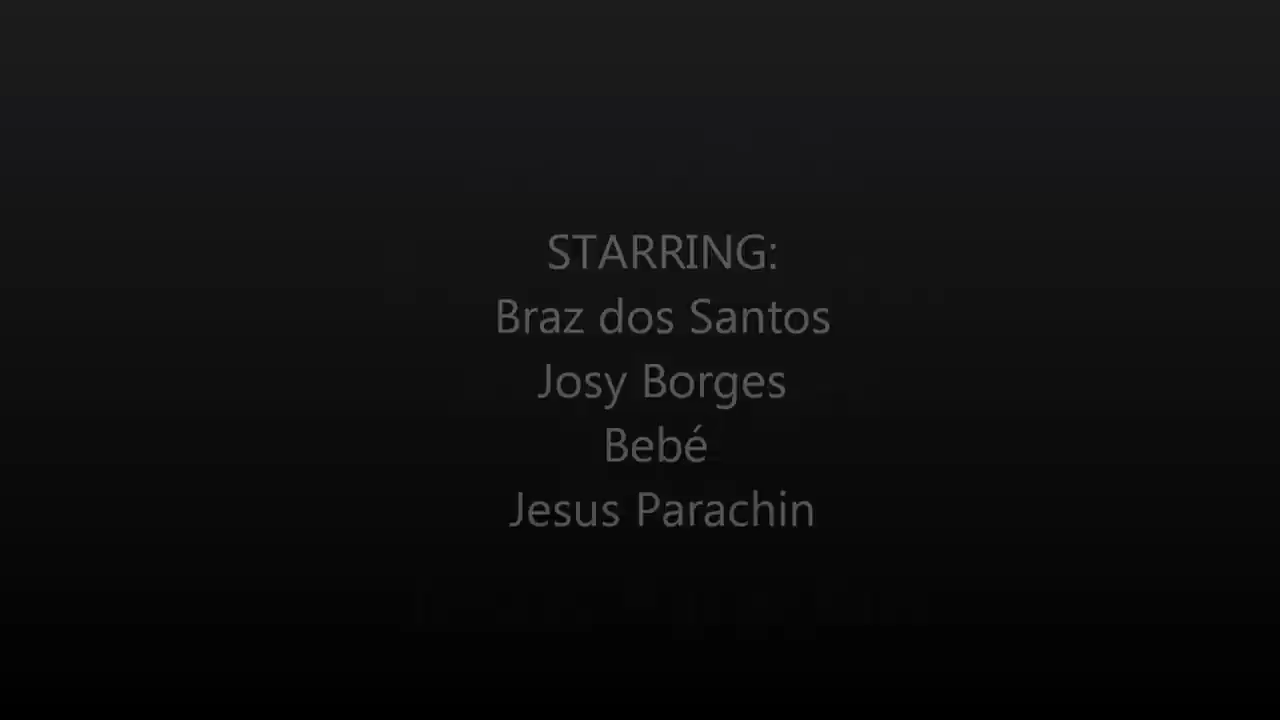 STARRING:
Braz dos Santos
Josy Borges
Bebé
Jesus Parachin